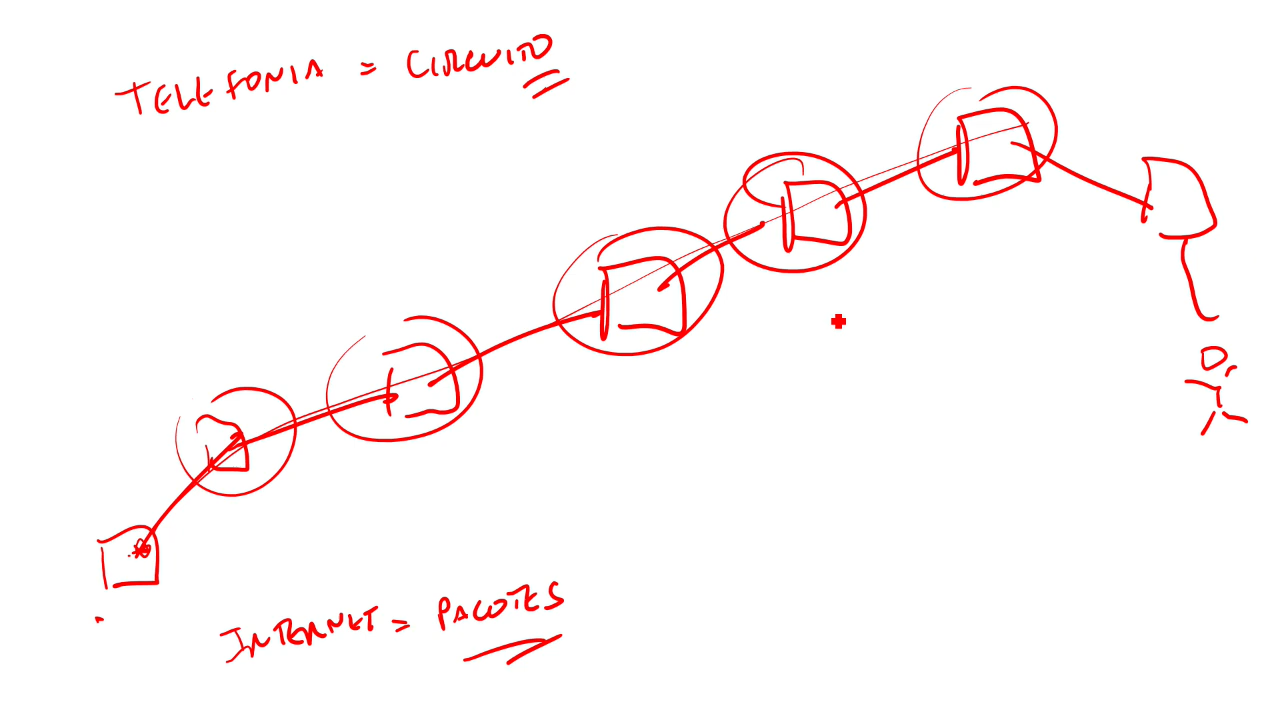 TELEFONIA = CIRCUITO
INTERNET = PACOTES